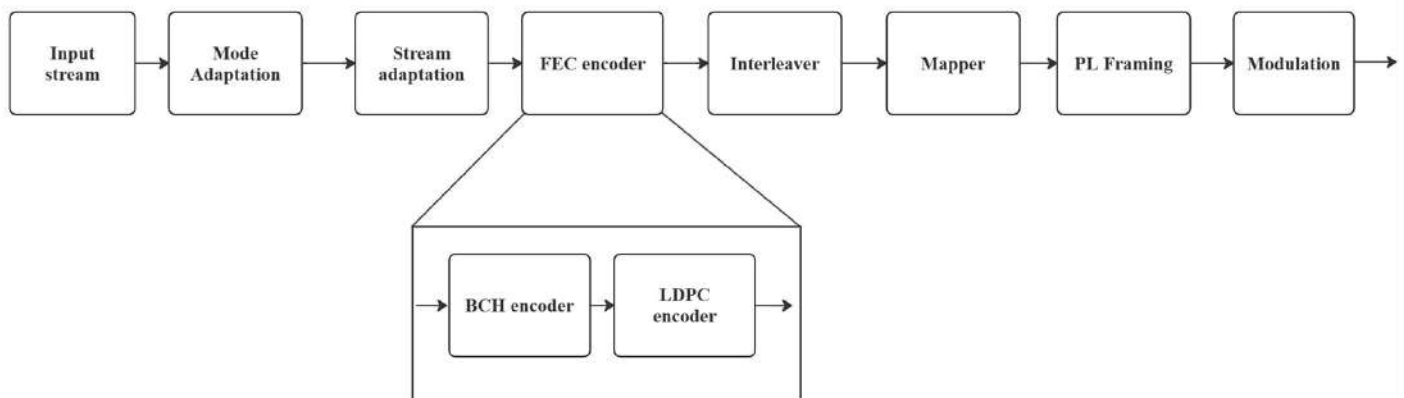 Input
stream
Mode
Adaptation
Stream
adaptation
FEC encoder
Interleaver
Mapper
PL Framing
Modulation
BCH encoder
LDPC
encoder